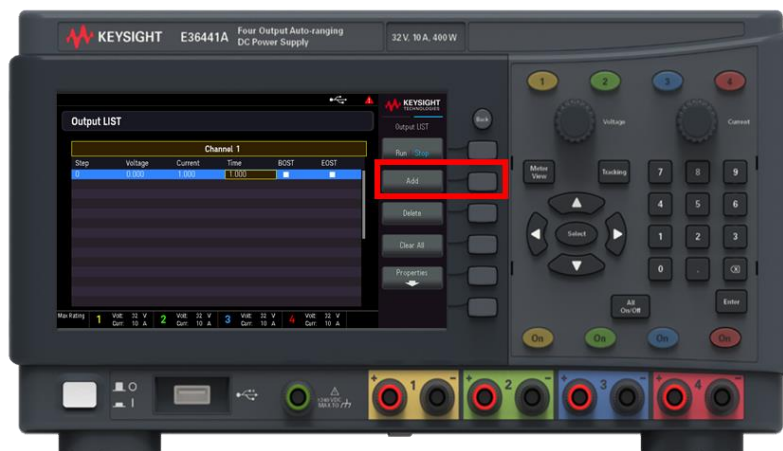 KEYSIGHT E36441A Four Output Auto-ranging
DC Power Supply
32 V, 10 A, 400 W
Output LIST
KEYSIGHT
TECHNOLOGIES
Output LIST
Back
Channel 1
Step Voltage Current Time BOST EOST
0 0.000 1.000 1.000
Run Stop
Add
Delete
Clear All
Properties
Max Rating 1 Volt: 32 V 2 Volt: 32 V 3 Volt: 32 V 4 Volt: 32 V
Curr: 10 A Curr: 10 A Curr: 10 A Curr: 10 A
1 2 3 4
Voltage Current
Meter
View
Tracking
7 8 9
4 5 6
Select
1 2 3
0 .
All
On/Off
Enter
On On On On
+ 1 - + 2 - + 3 - + 4 -